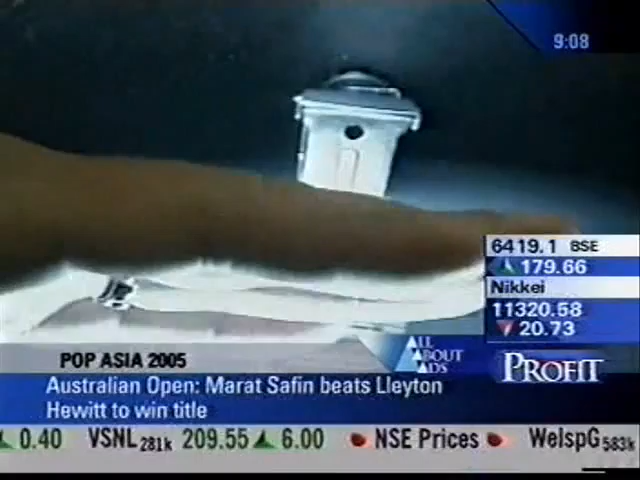 9:08
6419.1 BSE
179.66
Nikkei
11320.58
20.73
POP ASIA 2005
ALL
ABOUT
ADS
PROFIT
Australian Open: Marat Safin beats Lleyton
Hewitt to win title
0.40 VSNL 281k 209.55 6.00 NSE Prices WelspG 583k